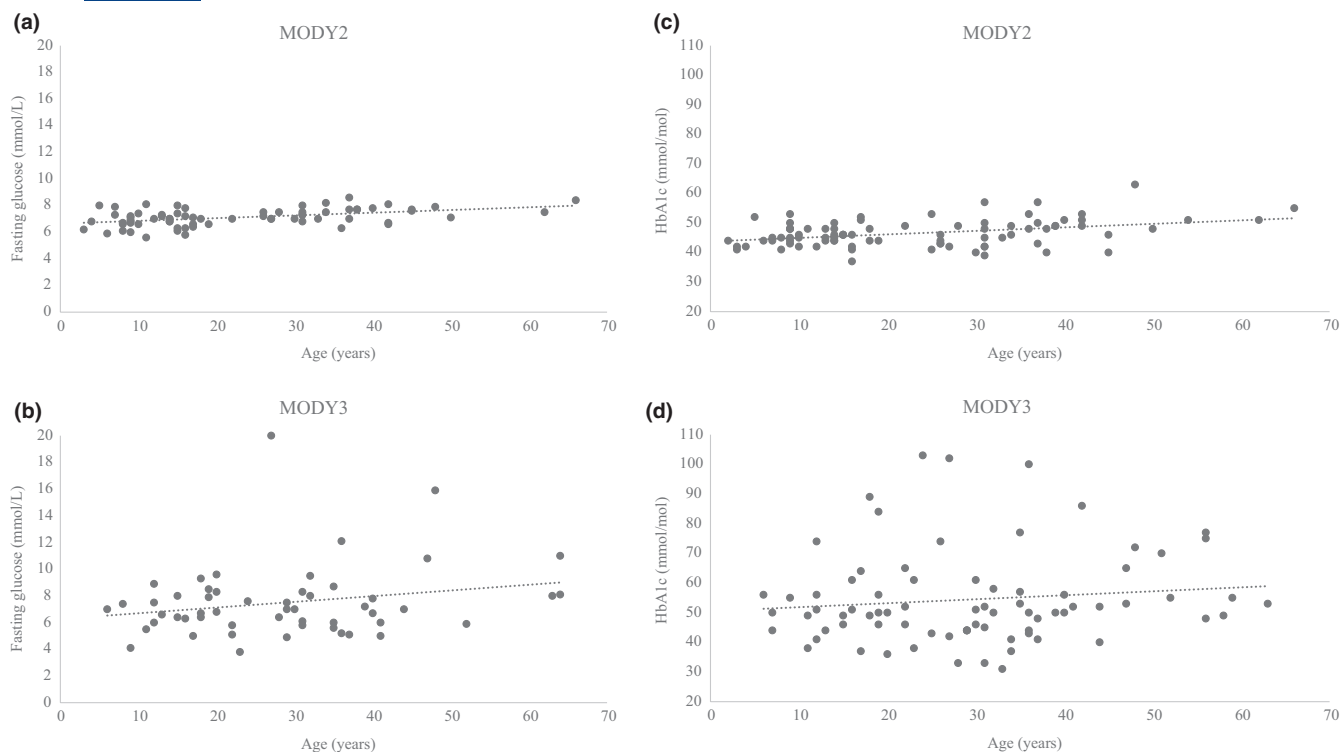 (a)
MODY2
Fasting glucose (mmol/L)
20
18
16
14
12
10
8
6
4
2
0
0 10 20 30 40 50 60 70
Age (years)
(c)
MODY2
HbA1c (mmol/mol)
110
100
90
80
70
60
50
40
30
20
0 10 20 30 40 50 60 70
Age (years)
(b)
MODY3
Fasting glucose (mmol/L)
20
18
16
14
12
10
8
6
4
2
0
0 10 20 30 40 50 60 70
Age (years)
(d)
MODY3
HbA1c (mmol/mol)
110
100
90
80
70
60
50
40
30
20
0 10 20 30 40 50 60 70
Age (years)